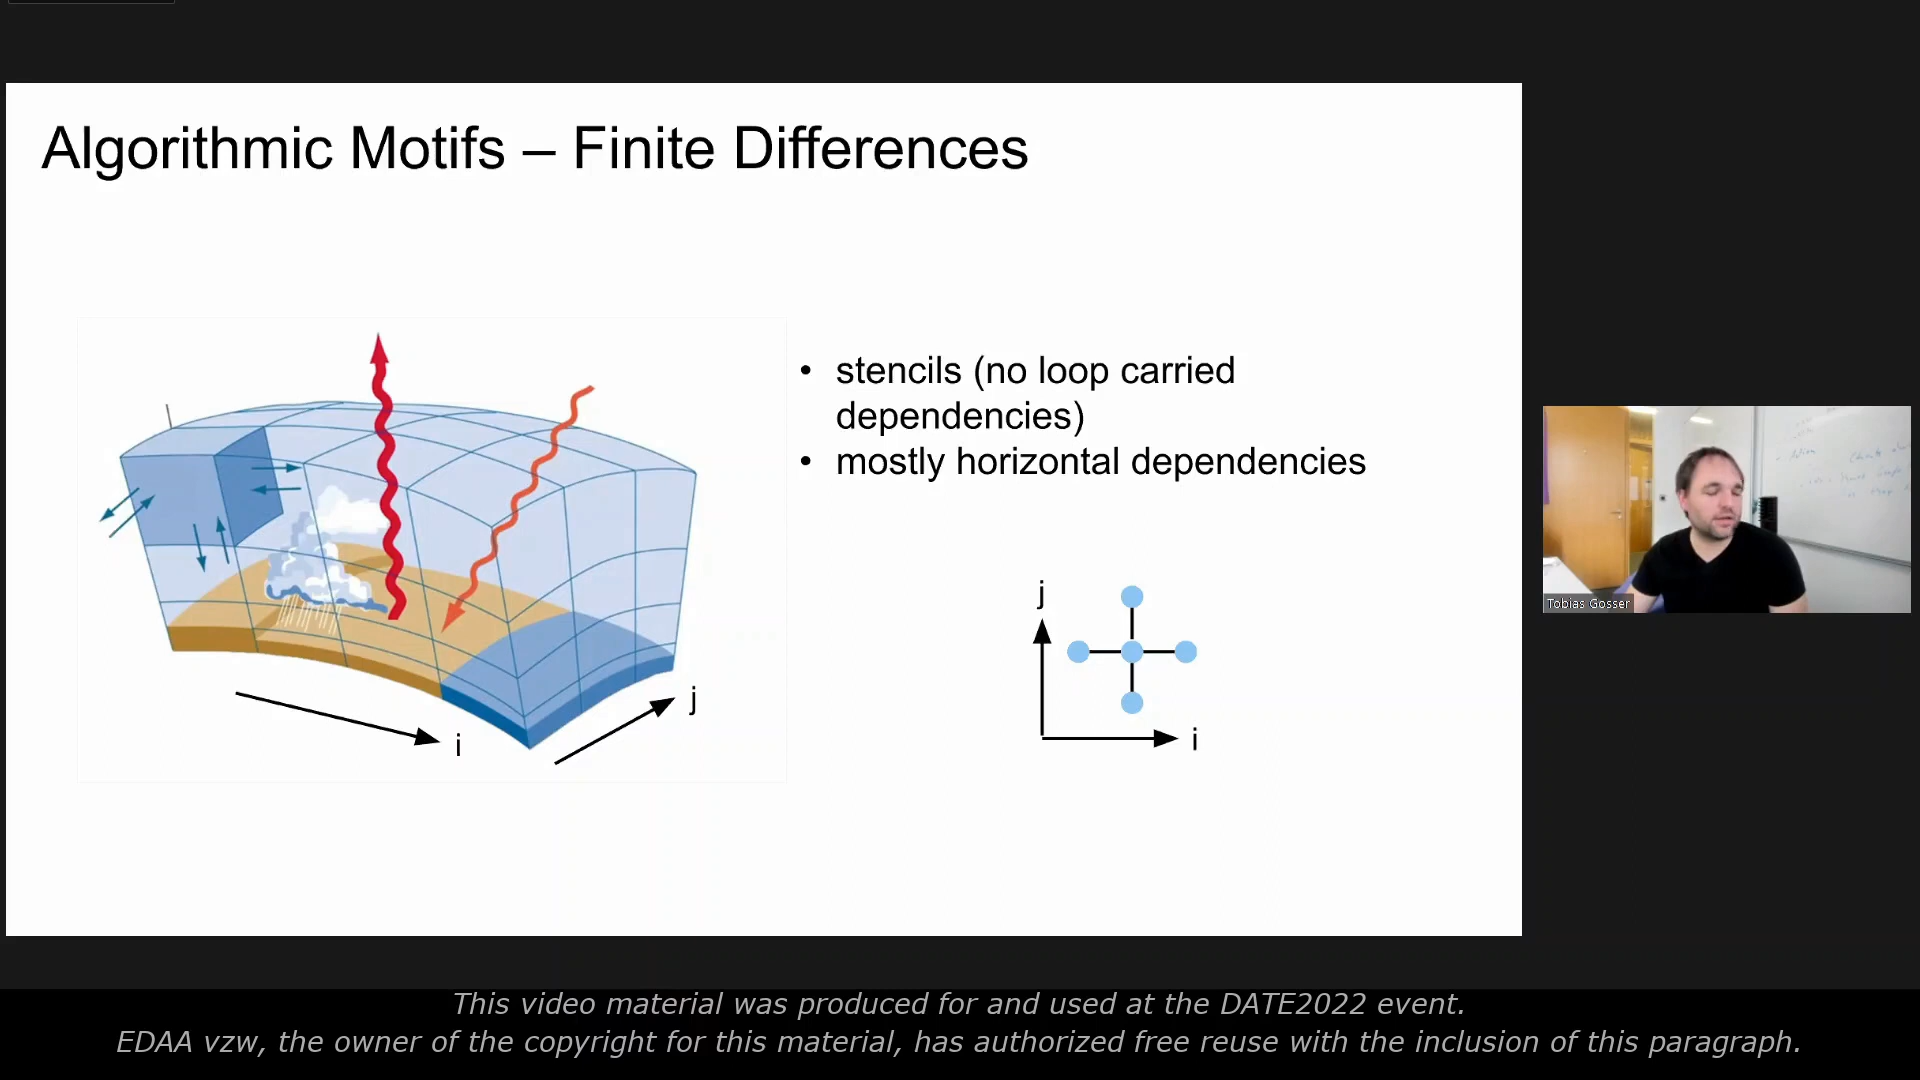 Algorithmic Motifs – Finite Differences
• stencils (no loop carried
dependencies)
• mostly horizontal dependencies
j
i
j
i
Tobias Gosser
This video material was produced for and used at the DATE2022 event.
EDAA vzw, the owner of the copyright for this material, has authorized free reuse with the inclusion of this paragraph.